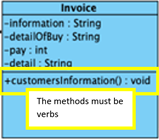 Invoice
-information : String
-detailOfBuy : String
-pay : int
-detail : String
+customersInformation() : void
The methods must be
verbs